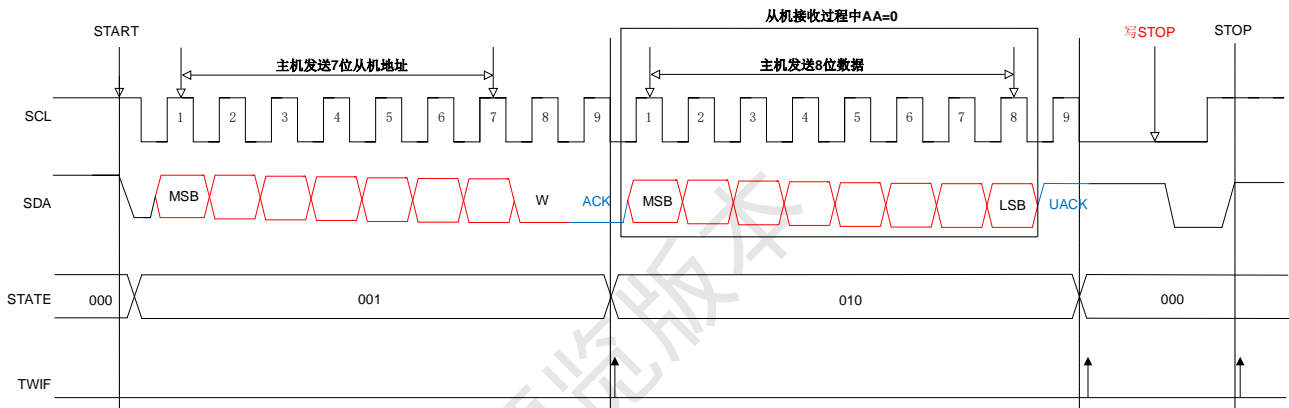 从机接收过程中AA=0
START
写STOP
STOP
主机发送7位从机地址
主机发送8位数据
SCL
1 2 3 4 5 6 7 8 9 1 2 3 4 5 6 7 8 9
SDA
MSB W ACK MSB LSB UACK
STATE
000 001 010 000
TWIF
览版本